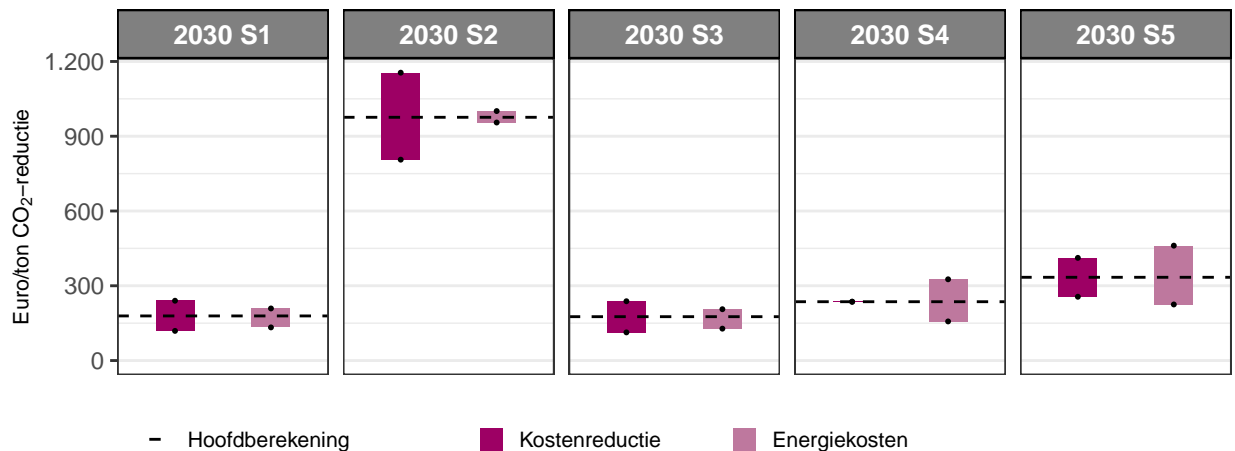 2030 S1 2030 S2 2030 S3 2030 S4 2030 S5
1.200
900
600
300
0
Euro/ton CO₂−reductie
Hoofdberekening Kostenreductie Energiekosten